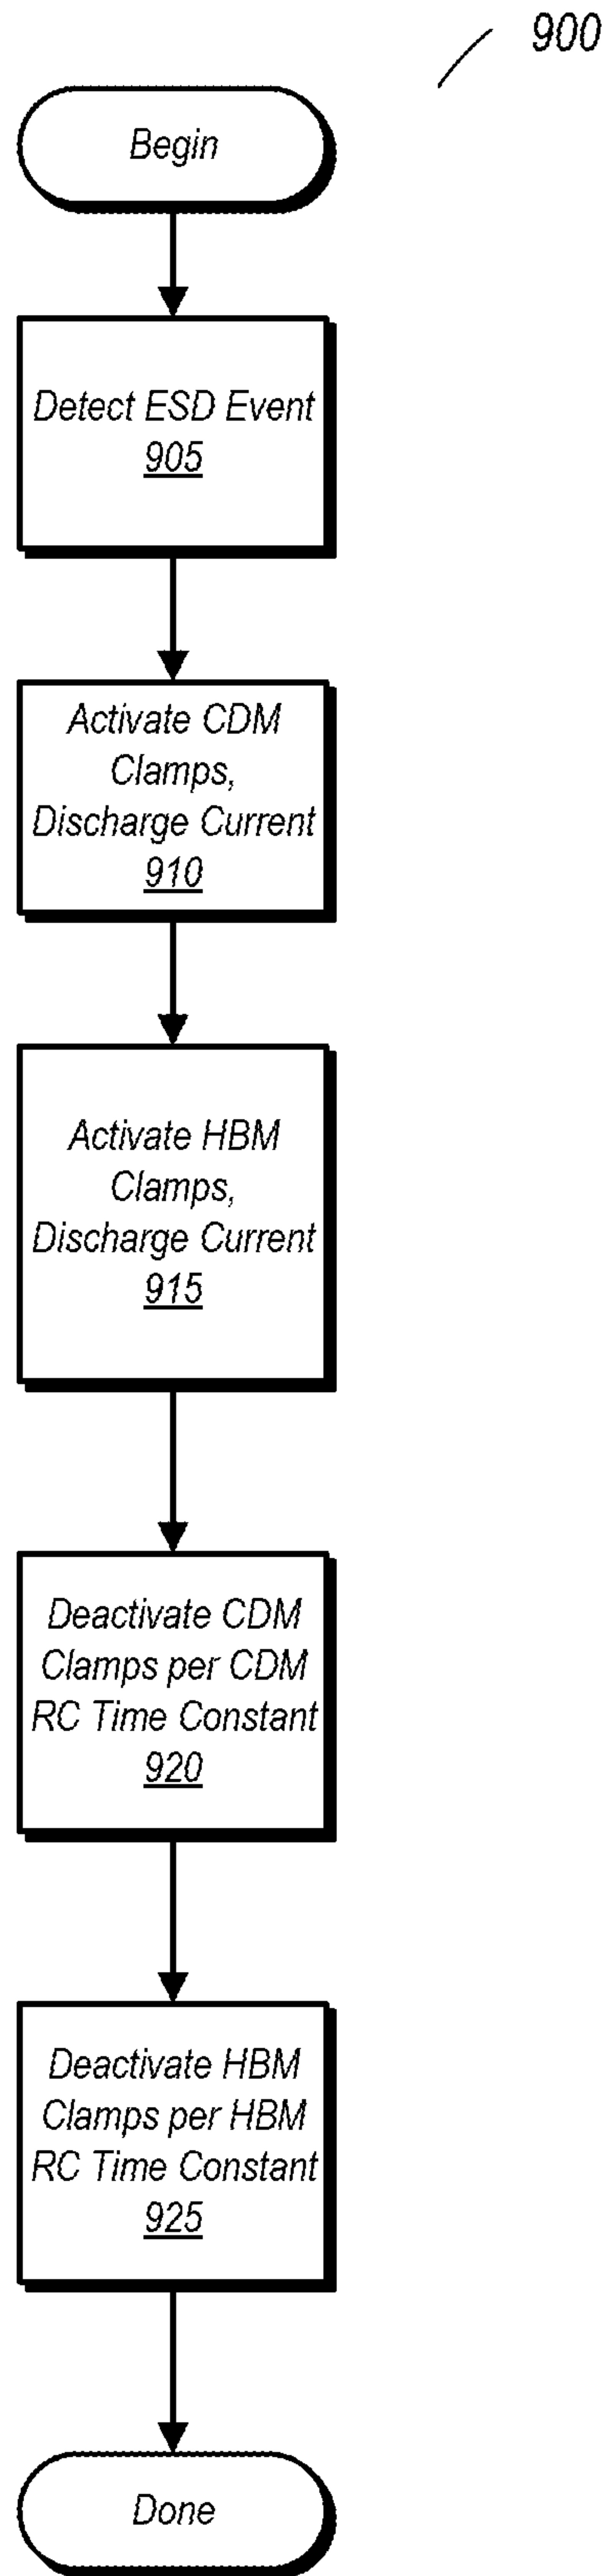 900
Begin
Detect ESD Event
905
Activate CDM
Clamps,
Discharge Current
910
Activate HBM
Clamps,
Discharge Current
915
Deactivate CDM
Clamps per CDM
RC Time Constant
920
Deactivate HBM
Clamps per HBM
RC Time Constant
925
Done